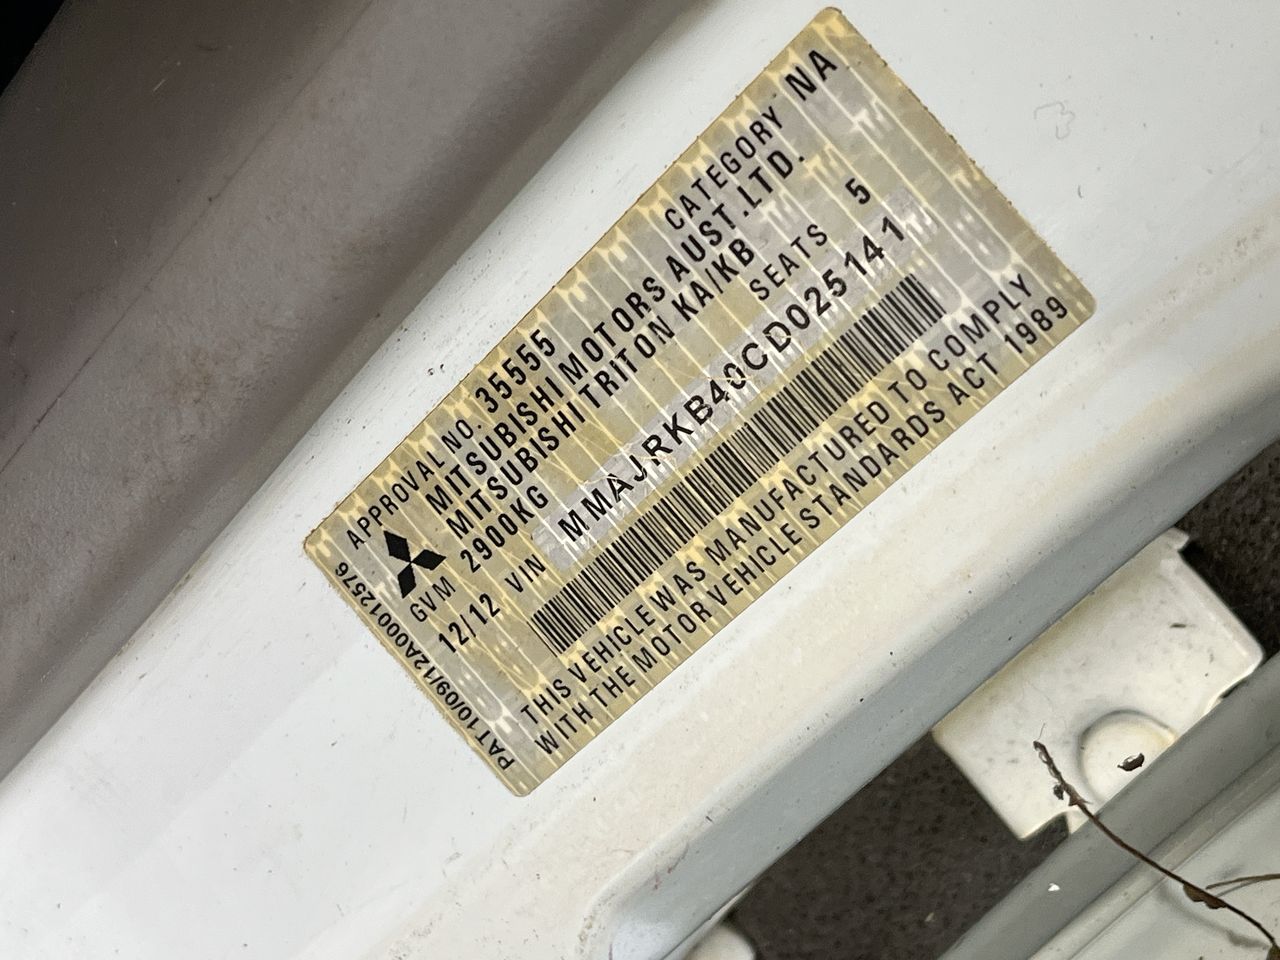 APPROVAL NO. 35555 CATEGORY NA
MITSUBISHI MOTORS AUST.LTD.
MITSUBISHI TRITON KA/KB
GVM 2900KG SEATS 5
12/12 VIN MMAJRKB40CD025141
THIS VEHICLE WAS MANUFACTURED TO COMPLY
WITH THE MOTOR VEHICLE STANDARDS ACT 1989
PAT10/09/12A00012576